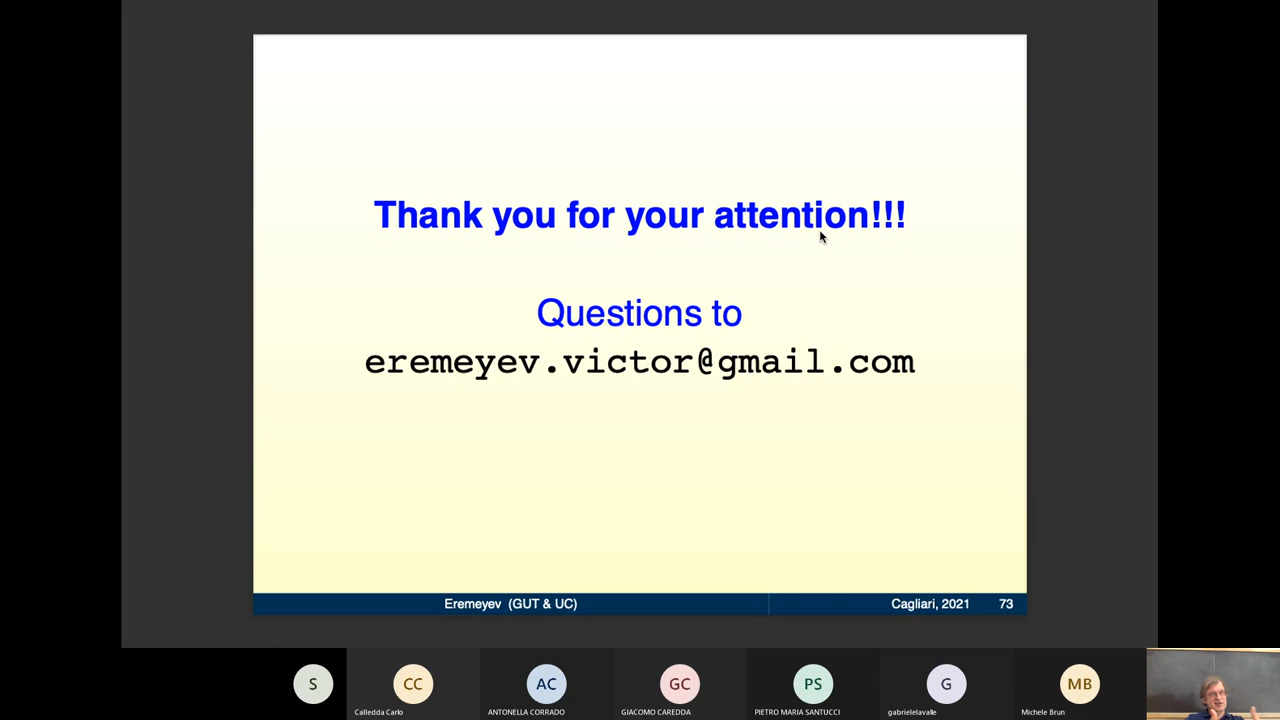 Thank you for your attention!!!
Questions to
eremeyev.victor@gmail.com
Eremeyev (GUT & UC)
Cagliari, 2021 73
S CC AC GC PS G MB
Calledda Carlo ANTONELLA CORRADO GIACOMO CAREDDA PIETRO MARIA SANTUCCI gabrielelavalle Michele Brun